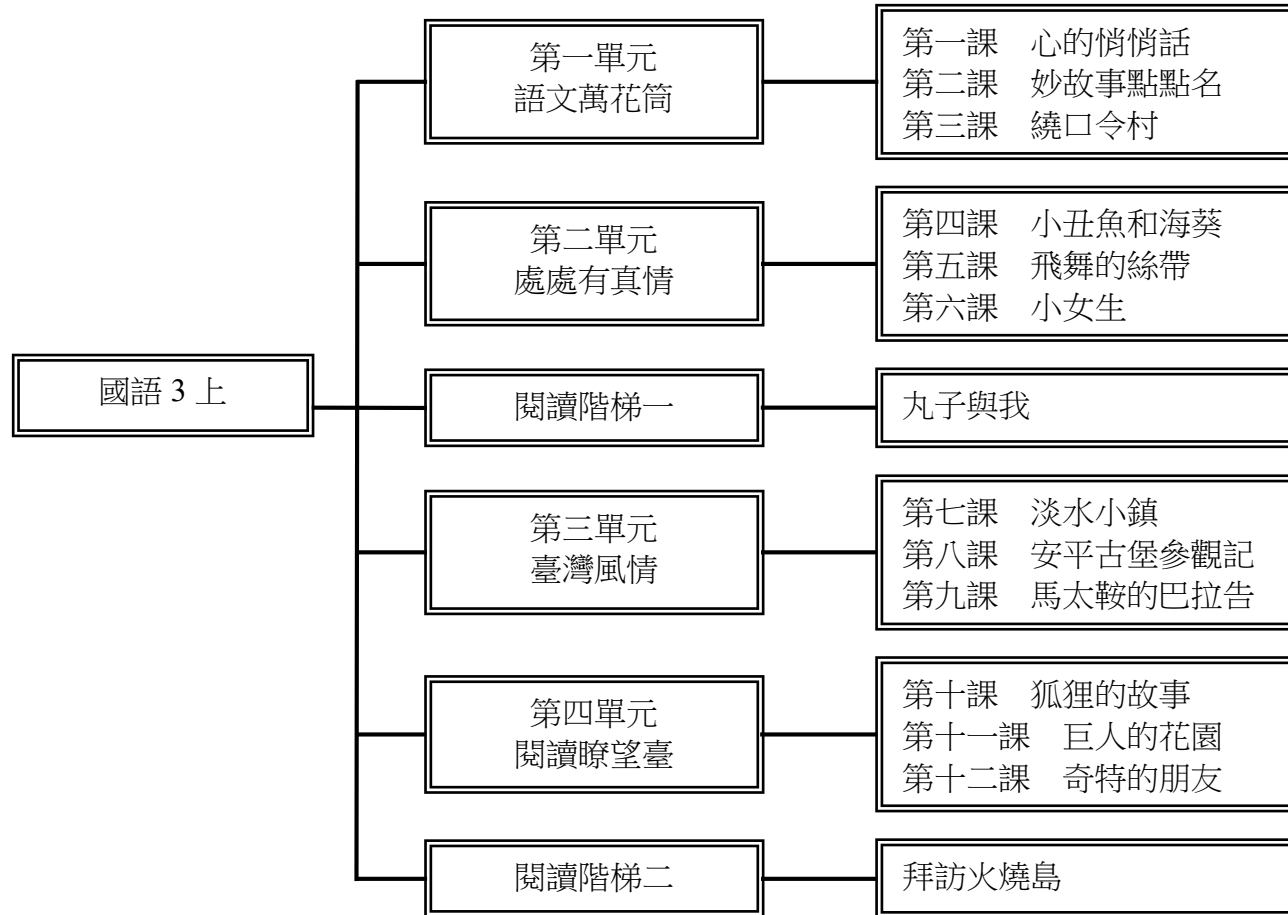 國語 3 上
第一單元
語文萬花筒
第一課　心的悄悄話
第二課　妙故事點點名
第三課　繞口令村
第二單元
處處有真情
第四課　小丑魚和海葵
第五課　飛舞的絲帶
第六課　小女生
閱讀階梯一
丸子與我
第三單元
臺灣風情
第七課　淡水小鎮
第八課　安平古堡參觀記
第九課　馬太鞍的巴拉告
第四單元
閱讀瞭望臺
第十課　狐狸的故事
第十一課　巨人的花園
第十二課　奇特的朋友
閱讀階梯二
拜訪火燒島